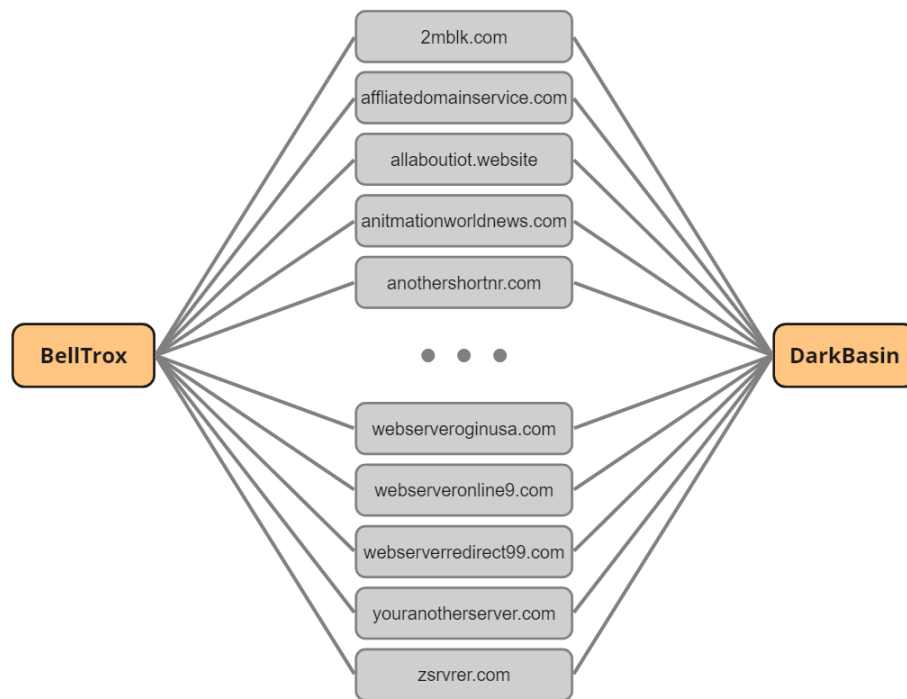 2mblk.com
affliatedomainservice.com
allaboutiot.website
anitmationworldnews.com
anothershortnr.com
BellTrox
DarkBasin
webserveroginusa.com
webserveronline9.com
webserverredirect99.com
youranotherserver.com
zsrvrer.com